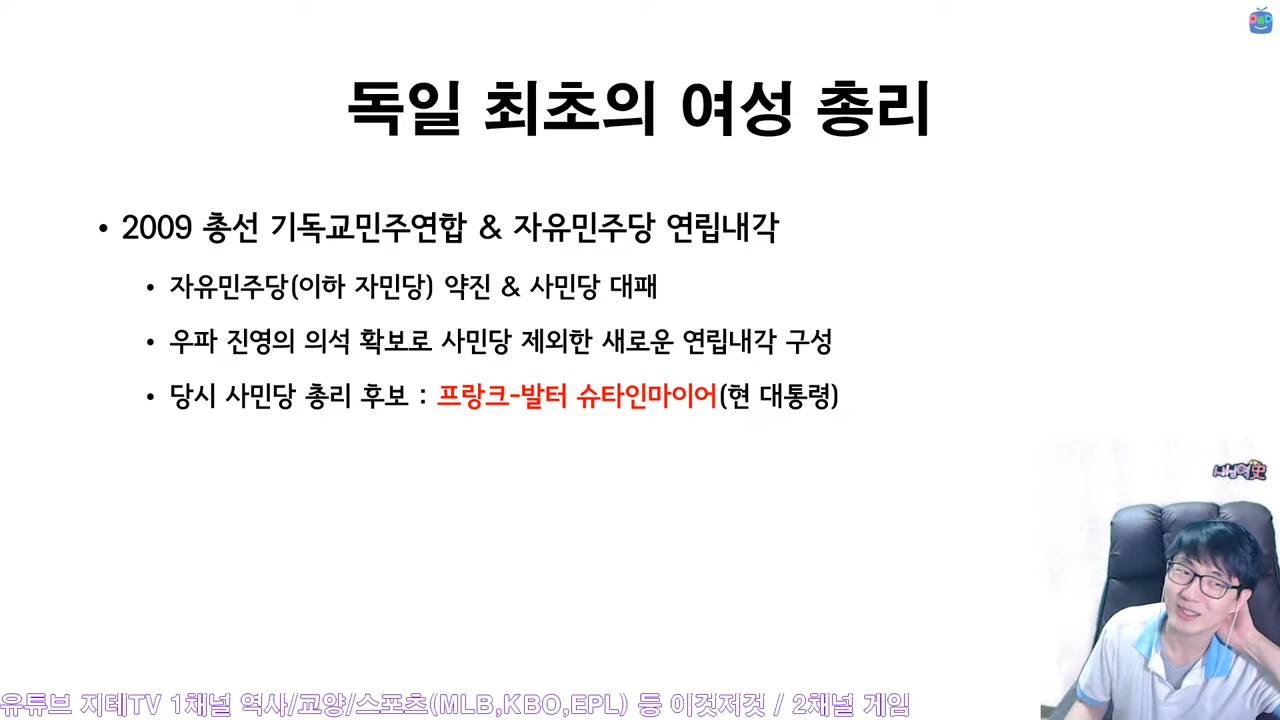 독일 최초의 여성 총리
• 2009 총선 기독교민주연합 & 자유민주당 연립내각
• 자유민주당(이하 자민당) 약진 & 사민당 대패
• 우파 진영의 의석 확보로 사민당 제외한 새로운 연립내각 구성
• 당시 사민당 총리 후보 : 프랑크-발터 슈타인마이어(현 대통령)
유튜브 지테TV 1채널 역사/교양/스포츠(MLB,KBO,EPL) 등 이것저것 / 2채널 게임